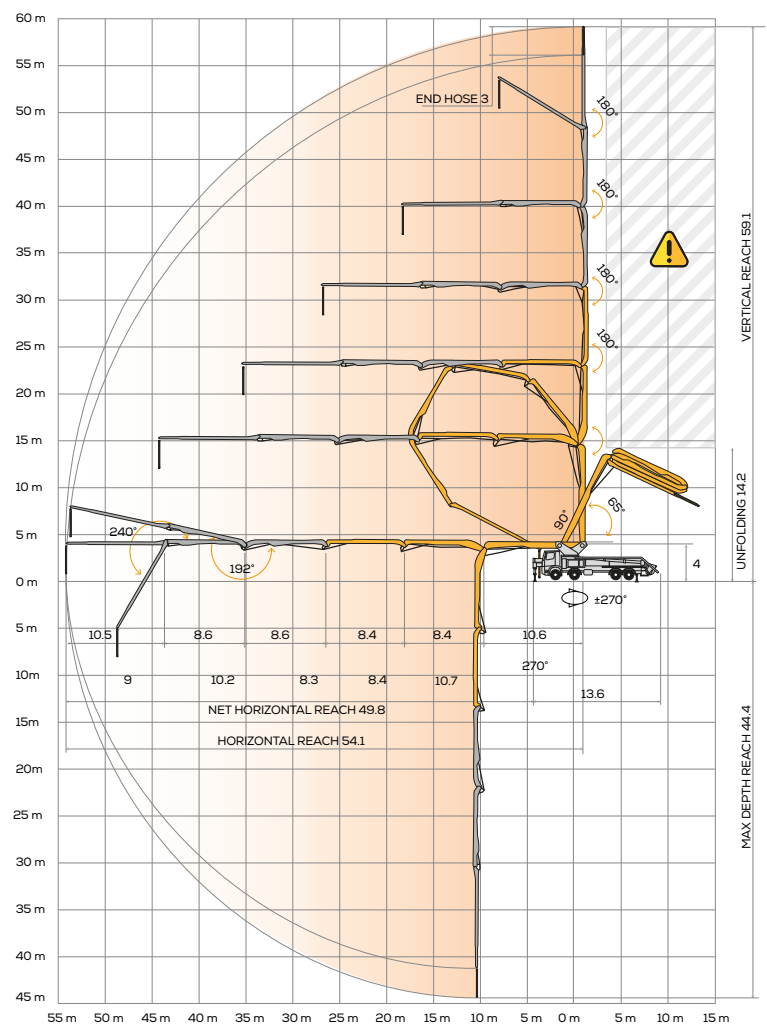 60 m
55 m
50 m
45 m
40 m
35 m
30 m
25 m
20 m
15 m
10 m
5 m
0 m
5 m
10m
15m
20 m
25 m
30 m
35 m
40 m
45 m
END HOSE 3
180°
180°
180°
180°
VERTICAL REACH 59.1
UNFOLDING 14.2
90°
65°
240°
192°
4
±270°
10.5
8.6
8.6
8.4
8.4
10.6
270°
9
10.2
8.3
8.4
10.7
13.6
NET HORIZONTAL REACH 49.8
HORIZONTAL REACH 54.1
MAX DEPTH REACH 44.4
55 m
50 m
45 m
40 m
35 m
30 m
25 m
20 m
15 m
10 m
5 m
0 m
5 m
10 m
15 m